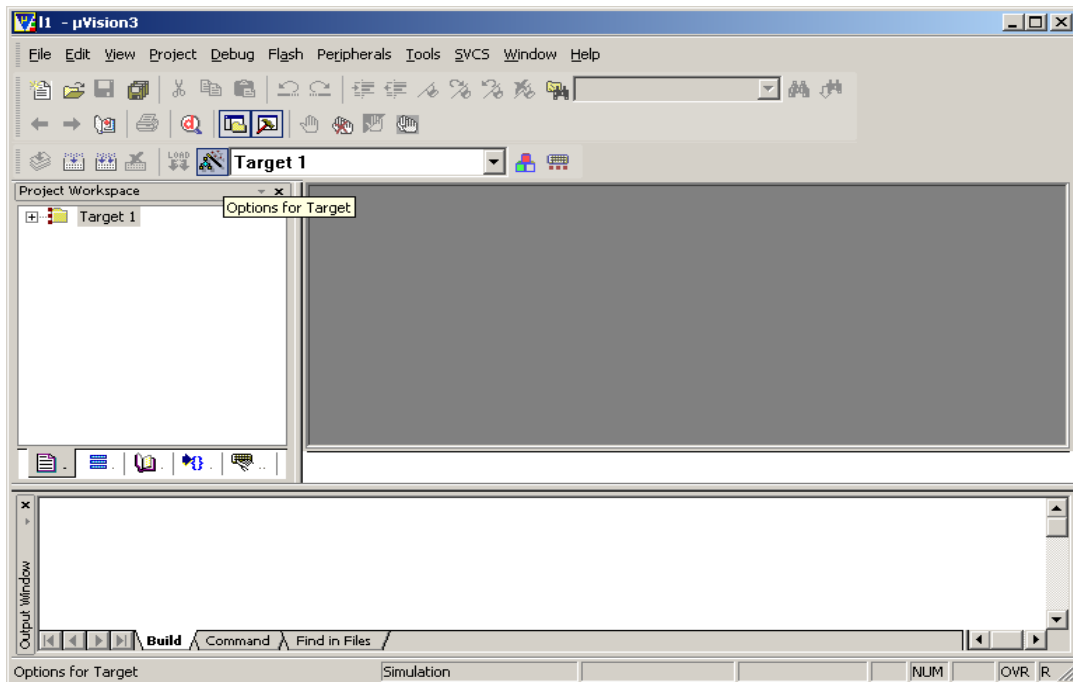 l1 - µVision3
File Edit View Project Debug Flash Peripherals Tools SVCS Window Help
LOAD
Target 1
Project Workspace
Options for Target
Target 1
Output Window
Build Command Find in Files
Options for Target Simulation NUM OVR R